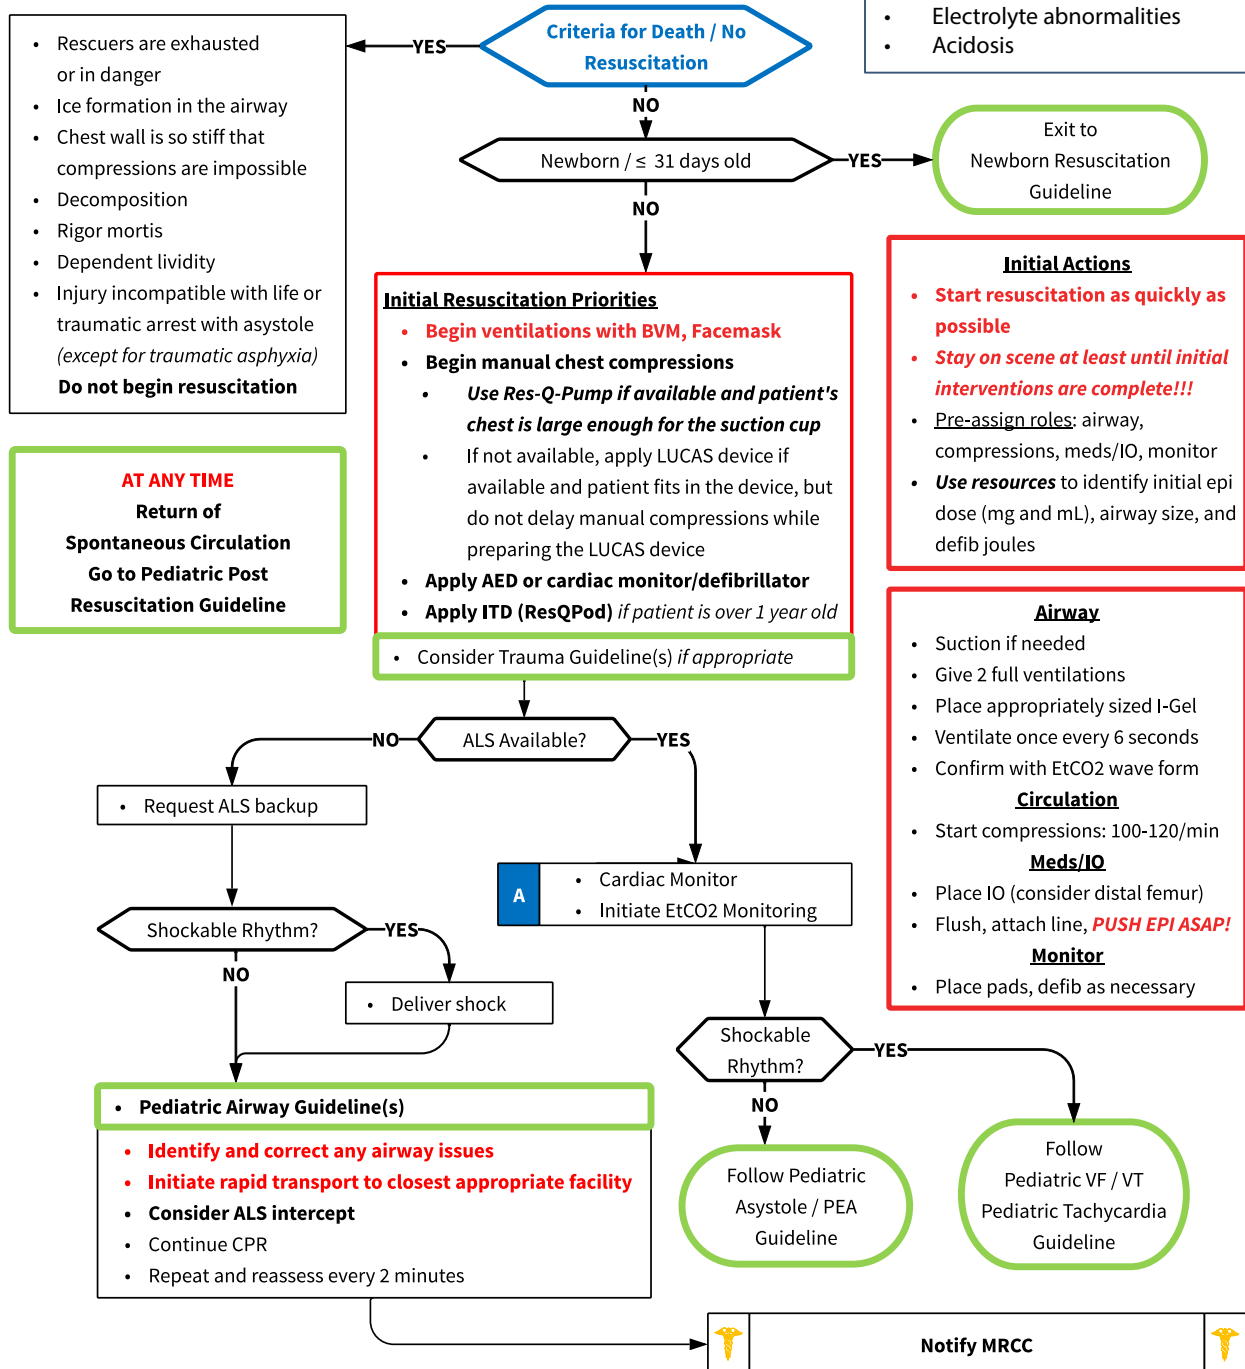 • Electrolyte abnormalities
• Acidosis
Criteria for Death / No
Resuscitation
YES
NO
• Rescuers are exhausted
or in danger
• Ice formation in the airway
• Chest wall is so stiff that
compressions are impossible
• Decomposition
• Rigor mortis
• Dependent lividity
• Injury incompatible with life or
traumatic arrest with asystole
(except for traumatic asphyxia)
Do not begin resuscitation
Newborn / ≤ 31 days old
YES
NO
Exit to
Newborn Resuscitation
Guideline
AT ANY TIME
Return of
Spontaneous Circulation
Go to Pediatric Post
Resuscitation Guideline
Initial Resuscitation Priorities
• Begin ventilations with BVM, Facemask
• Begin manual chest compressions
• Use Res-Q-Pump if available and patient's
chest is large enough for the suction cup
• If not available, apply LUCAS device if
available and patient fits in the device, but
do not delay manual compressions while
preparing the LUCAS device
• Apply AED or cardiac monitor/defibrillator
• Apply ITD (ResQPod) if patient is over 1 year old
• Consider Trauma Guideline(s) if appropriate
Initial Actions
• Start resuscitation as quickly as
possible
• Stay on scene at least until initial
interventions are complete!!!
• Pre-assign roles: airway,
compressions, meds/IO, monitor
• Use resources to identify initial epi
dose (mg and mL), airway size, and
defib joules
Airway
• Suction if needed
• Give 2 full ventilations
• Place appropriately sized I-Gel
• Ventilate once every 6 seconds
• Confirm with EtCO2 wave form
Circulation
• Start compressions: 100-120/min
Meds/IO
• Place IO (consider distal femur)
• Flush, attach line, PUSH EPI ASAP!
Monitor
• Place pads, defib as necessary
ALS Available?
NO
YES
• Request ALS backup
A
• Cardiac Monitor
• Initiate EtCO2 Monitoring
Shockable Rhythm?
YES
NO
• Deliver shock
Shockable
Rhythm?
YES
NO
• Pediatric Airway Guideline(s)
• Identify and correct any airway issues
• Initiate rapid transport to closest appropriate facility
• Consider ALS intercept
• Continue CPR
• Repeat and reassess every 2 minutes
Follow Pediatric
Asystole / PEA
Guideline
Follow
Pediatric VF / VT
Pediatric Tachycardia
Guideline
Notify MRCC